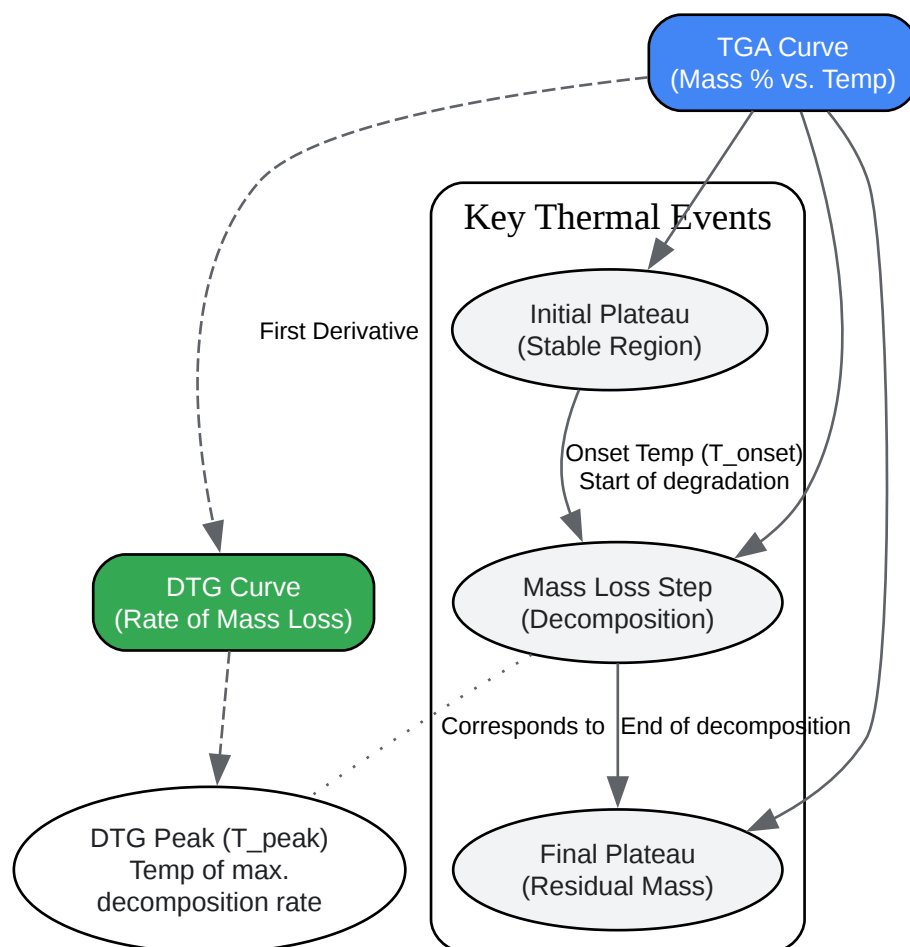 TGA Curve
(Mass % vs. Temp)
Key Thermal Events
Initial Plateau
(Stable Region)
First Derivative
Onset Temp (T_onset)
Start of degradation
DTG Curve
(Rate of Mass Loss)
Mass Loss Step
(Decomposition)
Corresponds to
End of decomposition
DTG Peak (T_peak)
Temp of max.
decomposition rate
Final Plateau
(Residual Mass)